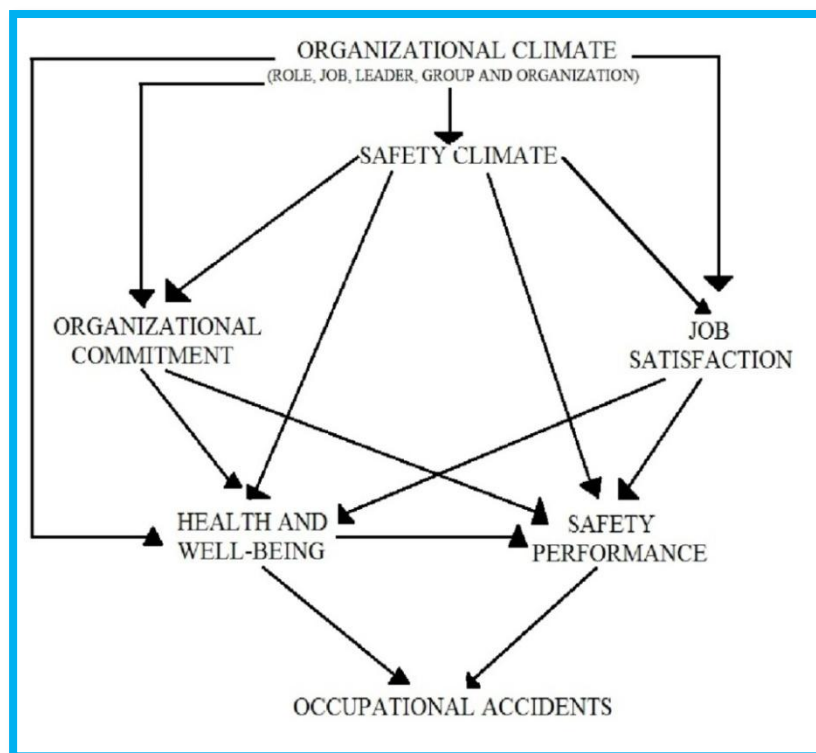 ORGANIZATIONAL CLIMATE
(ROLE, JOB, LEADER, GROUP AND ORGANIZATION)
SAFETY CLIMATE
ORGANIZATIONAL
COMMITMENT
JOB
SATISFACTION
HEALTH AND
WELL-BEING
SAFETY
PERFORMANCE
OCCUPATIONAL ACCIDENTS